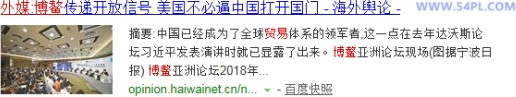 外媒:博鳌传递开放信号 美国不必逼中国打开国门 - 海外舆论 -
WWW.54PL.COM
摘要:中国已经成为了全球贸易体系的领军者,这一点在去年达沃斯论
坛习近平发表演讲时就已显露了出来。博鳌亚洲论坛现场(图据宁波日
报) 博鳌亚洲论坛2018年...
opinion.haiwainet.cn/n... - 百度快照